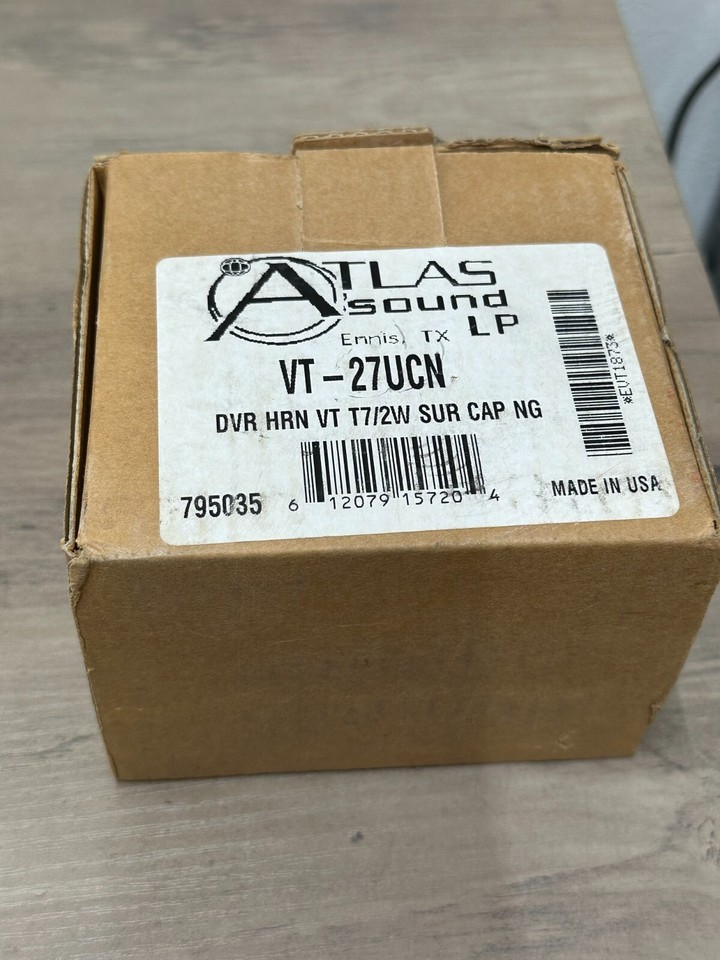 ATLAS
sound
LP
Ennis, TX
VT-27UCN
DVR HRN VT T7/2W SUR CAP NG
795035
6 12079 15720 4
MADE IN USA
*EVT1873*